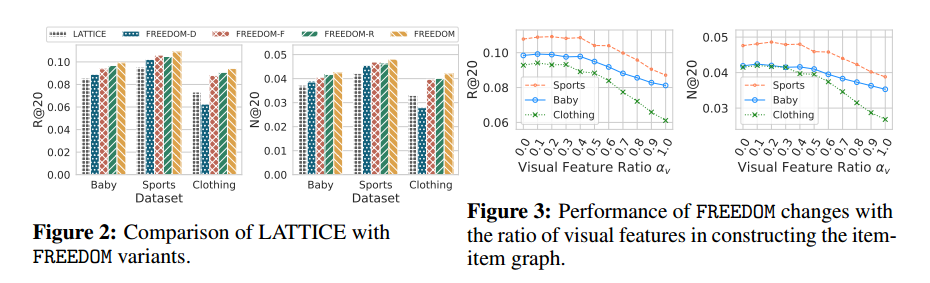 LATTICE FREEDOM-D FREEDOM-F FREEDOM-R FREEDOM
R@20
0.10
0.08
0.06
0.04
0.02
0.00
Baby Sports Clothing
Dataset
N@20
0.05
0.04
0.03
0.02
0.01
0.00
Baby Sports Clothing
Dataset
Figure 2: Comparison of LATTICE with
FREEDOM variants.
R@20
0.10
0.08
0.06
Sports
Baby
Clothing
0.0 0.1 0.2 0.3 0.4 0.5 0.6 0.7 0.8 0.9 1.0
Visual Feature Ratio αv
N@20
0.05
0.04
0.03
Sports
Baby
Clothing
0.0 0.1 0.2 0.3 0.4 0.5 0.6 0.7 0.8 0.9 1.0
Visual Feature Ratio αv
Figure 3: Performance of FREEDOM changes with
the ratio of visual features in constructing the item-
item graph.